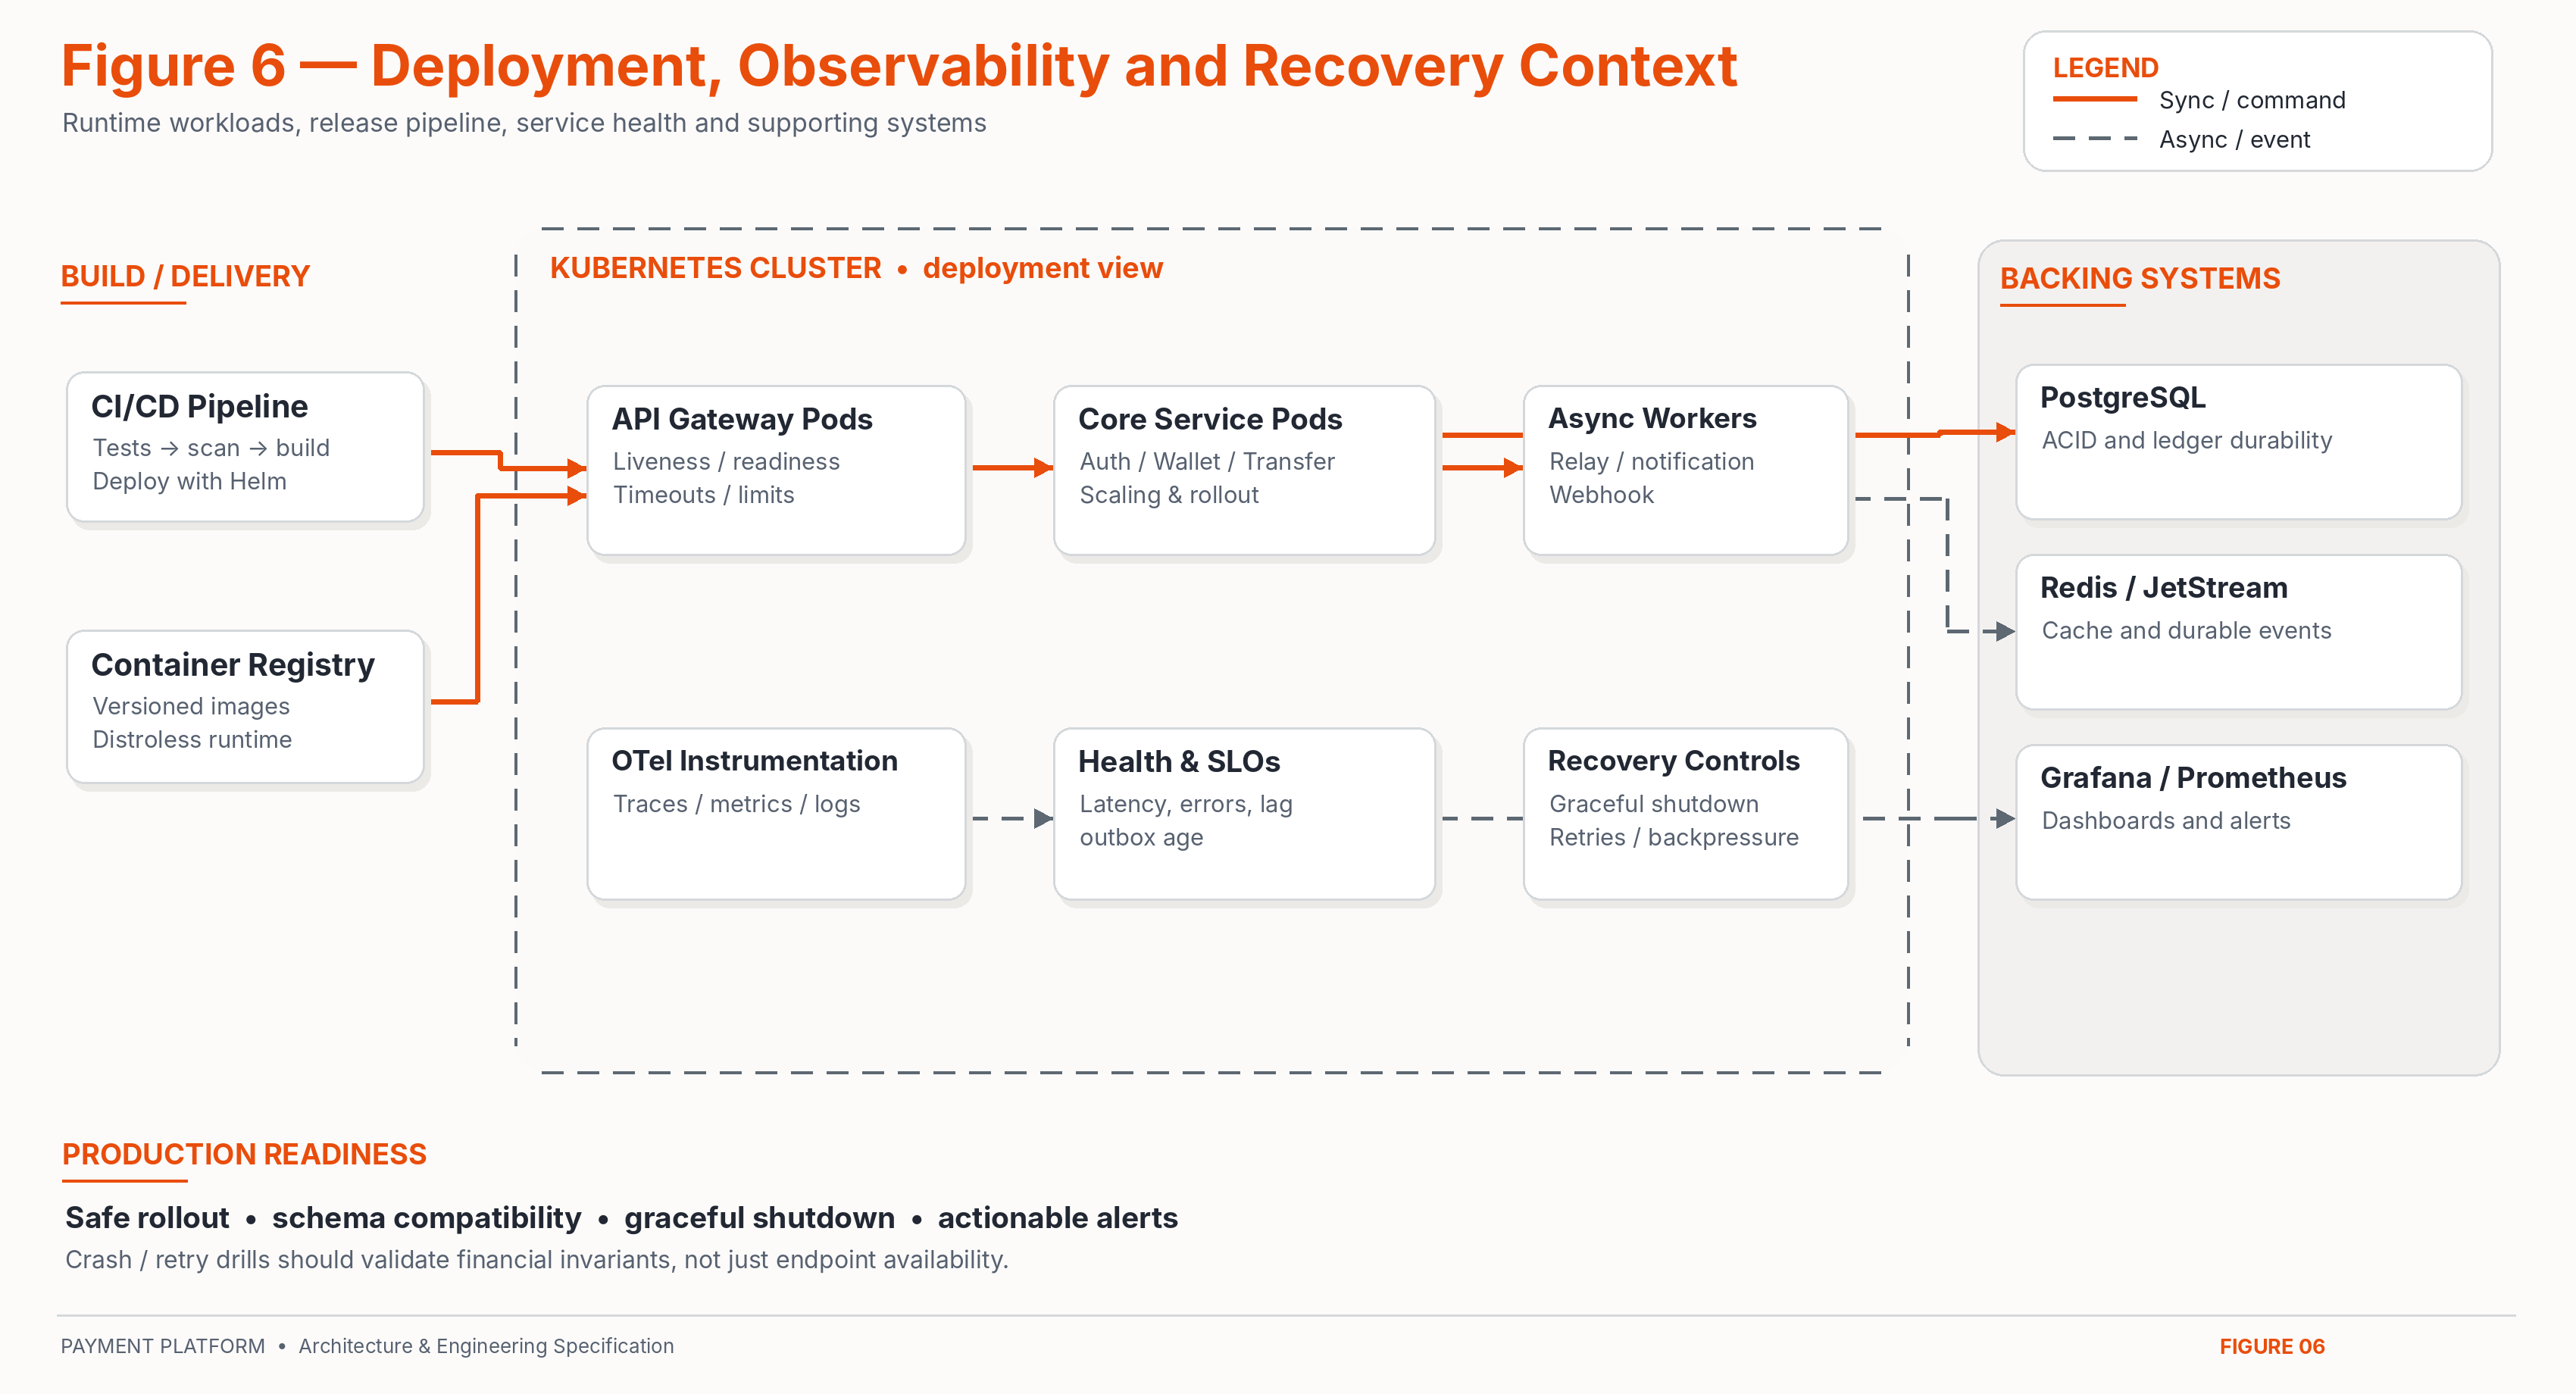 Figure 6 — Deployment, Observability and Recovery Context
Runtime workloads, release pipeline, service health and supporting systems
LEGEND
Sync / command
Async / event
BUILD / DELIVERY
CI/CD Pipeline
Tests → scan → build
Deploy with Helm
Container Registry
Versioned images
Distroless runtime
KUBERNETES CLUSTER • deployment view
API Gateway Pods
Liveness / readiness
Timeouts / limits
Core Service Pods
Auth / Wallet / Transfer
Scaling & rollout
Async Workers
Relay / notification
Webhook
OTel Instrumentation
Traces / metrics / logs
Health & SLOs
Latency, errors, lag
outbox age
Recovery Controls
Graceful shutdown
Retries / backpressure
BACKING SYSTEMS
PostgreSQL
ACID and ledger durability
Redis / JetStream
Cache and durable events
Grafana / Prometheus
Dashboards and alerts
PRODUCTION READINESS
Safe rollout • schema compatibility • graceful shutdown • actionable alerts
Crash / retry drills should validate financial invariants, not just endpoint availability.
PAYMENT PLATFORM • Architecture & Engineering Specification
FIGURE 06